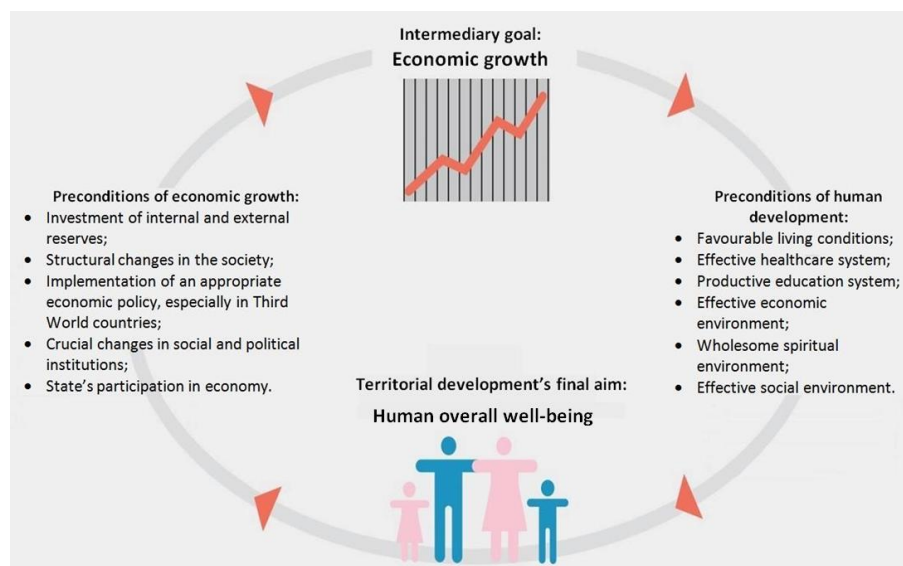 Intermediary goal:
Economic growth
Preconditions of economic growth:
• Investment of internal and external
reserves;
• Structural changes in the society;
• Implementation of an appropriate
economic policy, especially in Third
World countries;
• Crucial changes in social and political
institutions;
• State's participation in economy.
Preconditions of human
development:
• Favourable living conditions;
• Effective healthcare system;
• Productive education system;
• Effective economic
environment;
• Wholesome spiritual
environment;
• Effective social environment.
Territorial development's final aim:
Human overall well-being